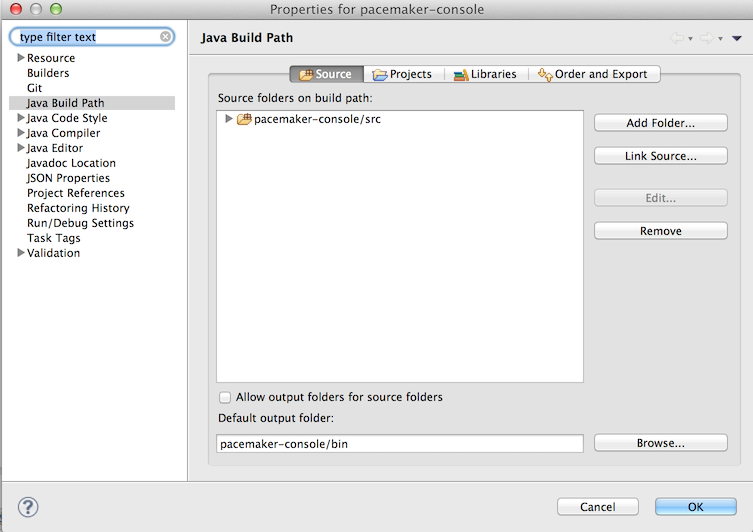 Properties for pacemaker-console
type filter text
Resource
Builders
Git
Java Build Path
Java Code Style
Java Compiler
Java Editor
Javadoc Location
JSON Properties
Project References
Refactoring History
Run/Debug Settings
Task Tags
Validation
Java Build Path
Source Projects Libraries Order and Export
Source folders on build path:
pacemaker-console/src
Add Folder...
Link Source...
Edit...
Remove
Allow output folders for source folders
Default output folder:
pacemaker-console/bin
Browse...
?
Cancel OK